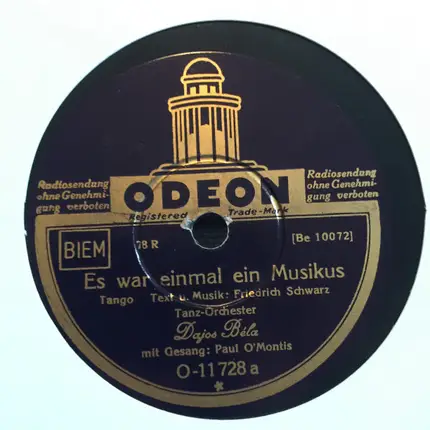 Radiosendung
ohne Genehmi-
gung verboten
ODEON
Radiosendung
ohne Genehmi-
gung verboten
Registered Trade-Mark
BIEM
78 R
[Be 10072]
Es war einmal ein Musikus
Tango Text u. Musik: Friedrich Schwarz
Tanz-Orchester
Dajos Béla
mit Gesang: Paul O'Montis
O-11728 a
*